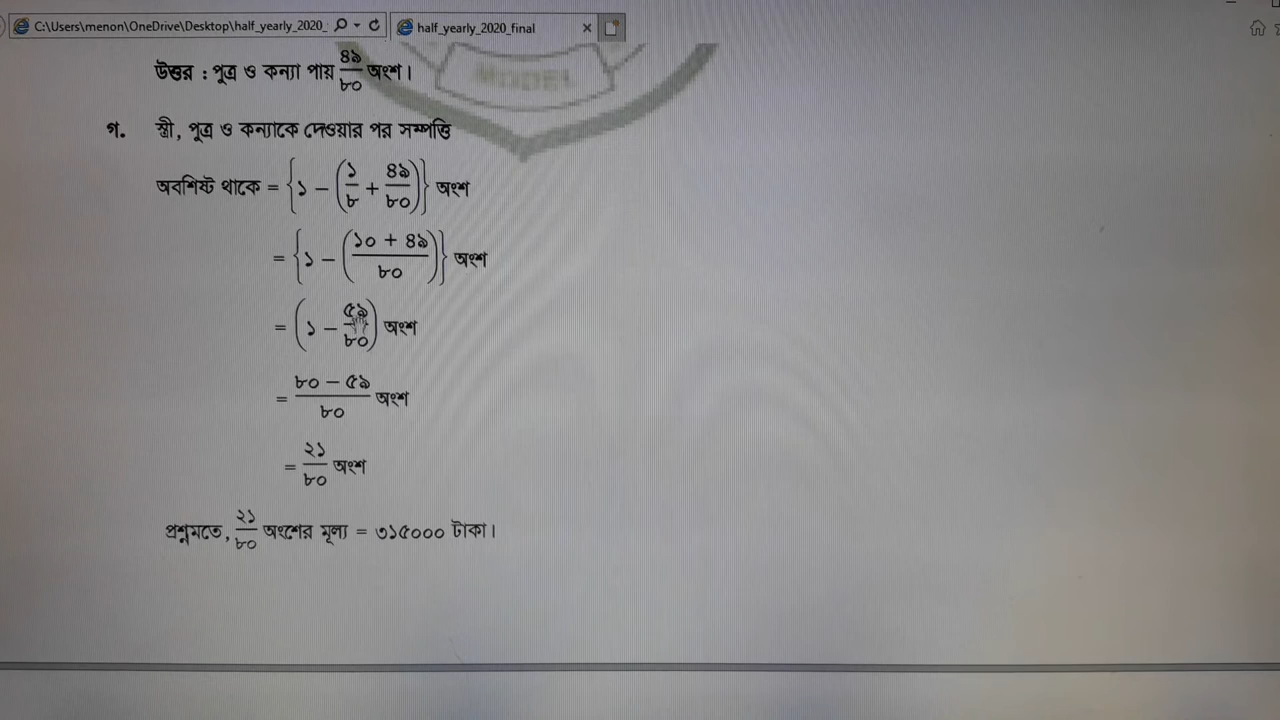 C:\Users\menon\OneDrive\Desktop\half_yearly_2020_
half_yearly_2020_final
MODEL
উত্তর : পুত্র ও কন্যা পায় ৪৯/৮০ অংশ।
গ. স্ত্রী, পুত্র ও কন্যাকে দেওয়ার পর সম্পত্তি
অবশিষ্ট থাকে = {১ − (১/৮ + ৪৯/৮০)} অংশ
= {১ − (১০ + ৪৯/৮০)} অংশ
= (১ − ৫৯/৮০) অংশ
= ৮০ − ৫৯/৮০ অংশ
= ২১/৮০ অংশ
প্রশ্নমতে, ২১/৮০ অংশের মূল্য = ৩১৫০০০ টাকা।